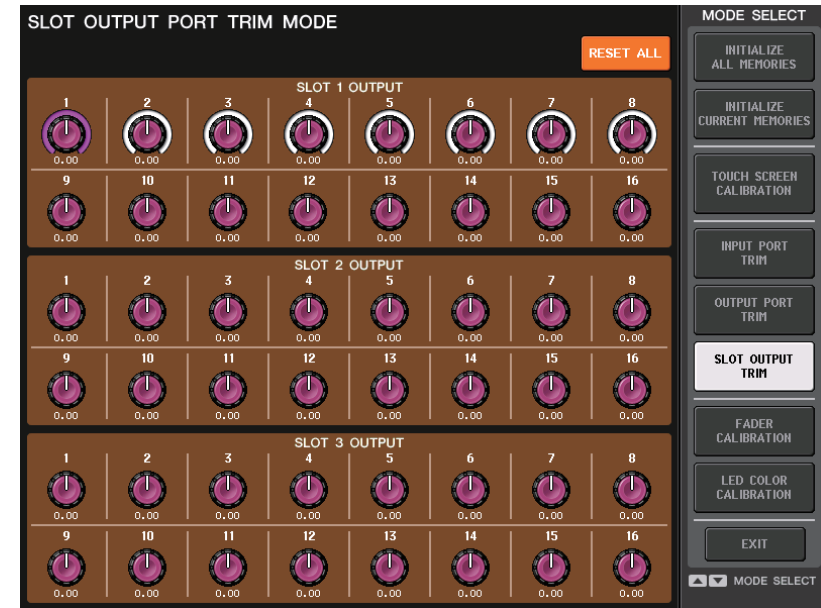 SLOT OUTPUT PORT TRIM MODE
RESET ALL
SLOT 1 OUTPUT
1 2 3 4 5 6 7 8
0.00 0.00 0.00 0.00 0.00 0.00 0.00 0.00
9 10 11 12 13 14 15 16
0.00 0.00 0.00 0.00 0.00 0.00 0.00 0.00
SLOT 2 OUTPUT
1 2 3 4 5 6 7 8
0.00 0.00 0.00 0.00 0.00 0.00 0.00 0.00
9 10 11 12 13 14 15 16
0.00 0.00 0.00 0.00 0.00 0.00 0.00 0.00
SLOT 3 OUTPUT
1 2 3 4 5 6 7 8
0.00 0.00 0.00 0.00 0.00 0.00 0.00 0.00
9 10 11 12 13 14 15 16
0.00 0.00 0.00 0.00 0.00 0.00 0.00 0.00
MODE SELECT
INITIALIZE
ALL MEMORIES
INITIALIZE
CURRENT MEMORIES
TOUCH SCREEN
CALIBRATION
INPUT PORT
TRIM
OUTPUT PORT
TRIM
SLOT OUTPUT
TRIM
FADER
CALIBRATION
LED COLOR
CALIBRATION
EXIT
MODE SELECT